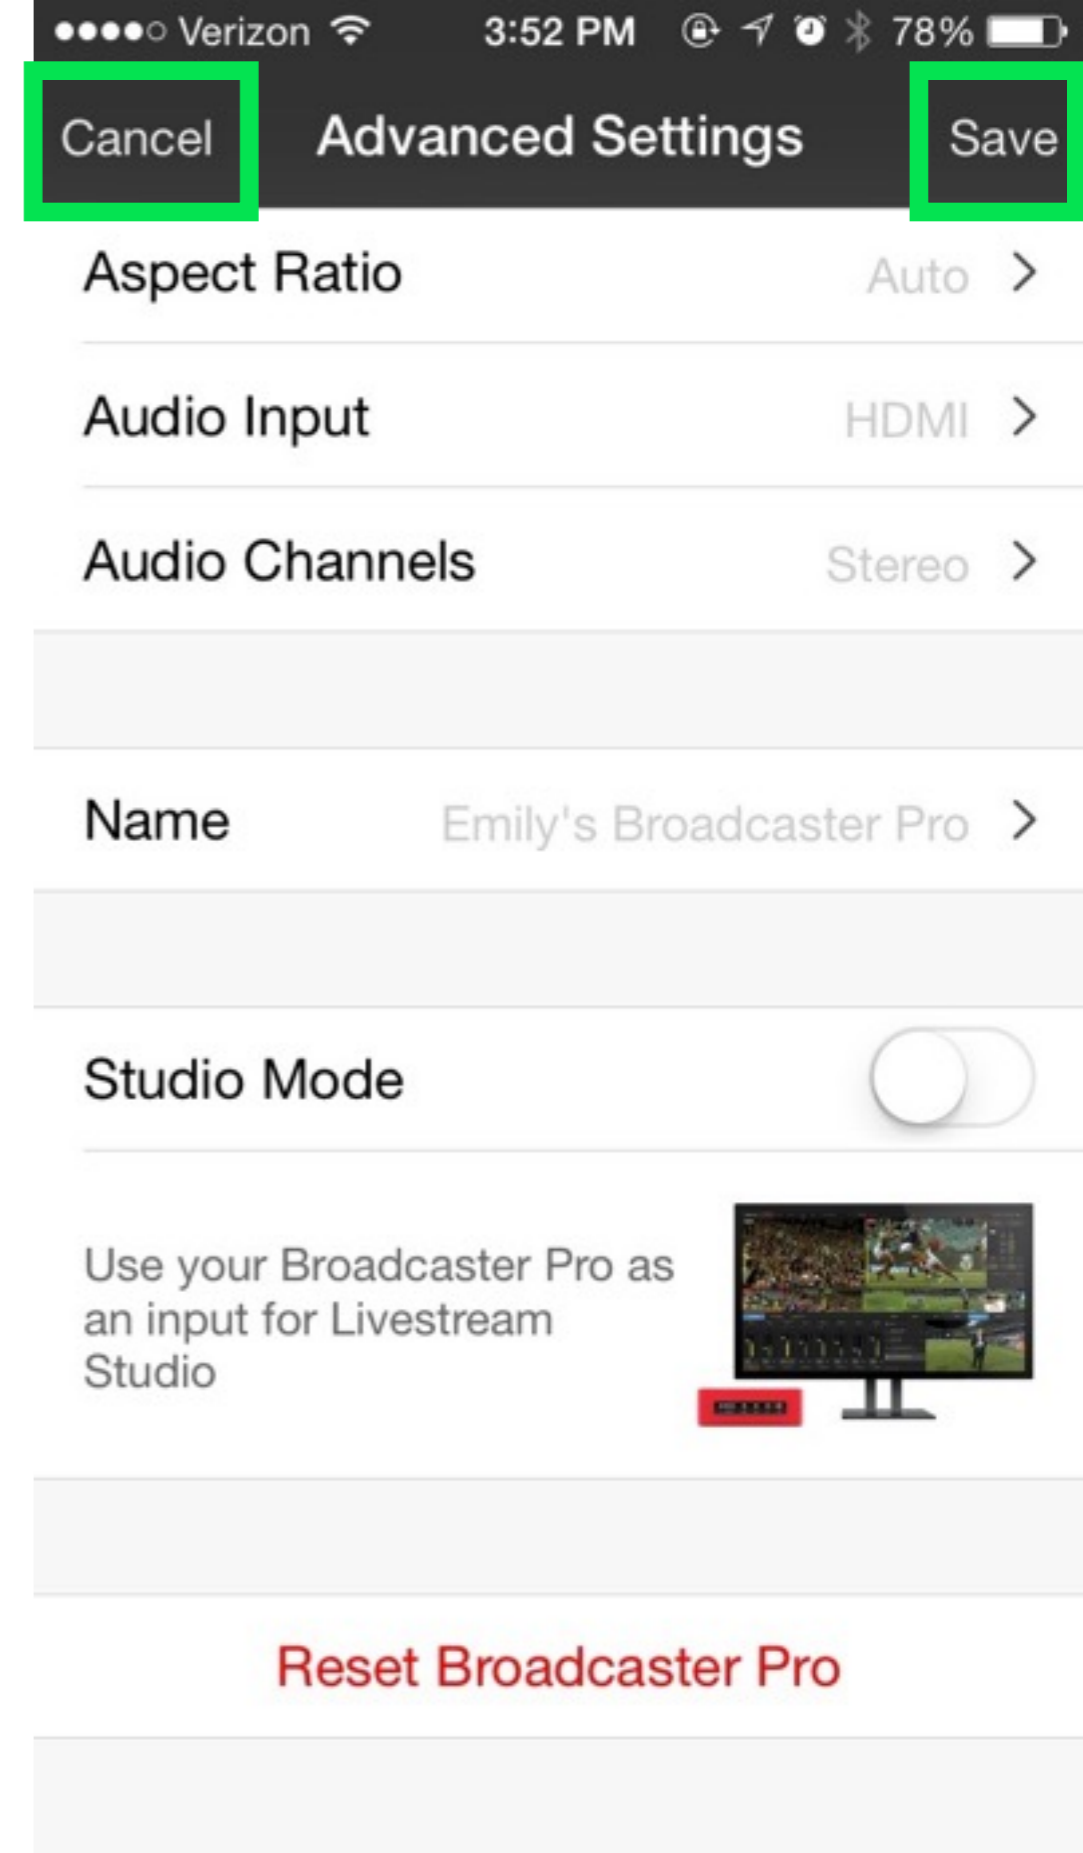 Verizon 3:52 PM 78%
Cancel Advanced Settings Save
Aspect Ratio Auto
Audio Input HDMI
Audio Channels Stereo
Name Emily's Broadcaster Pro
Studio Mode
Use your Broadcaster Pro as
an input for Livestream
Studio
Reset Broadcaster Pro